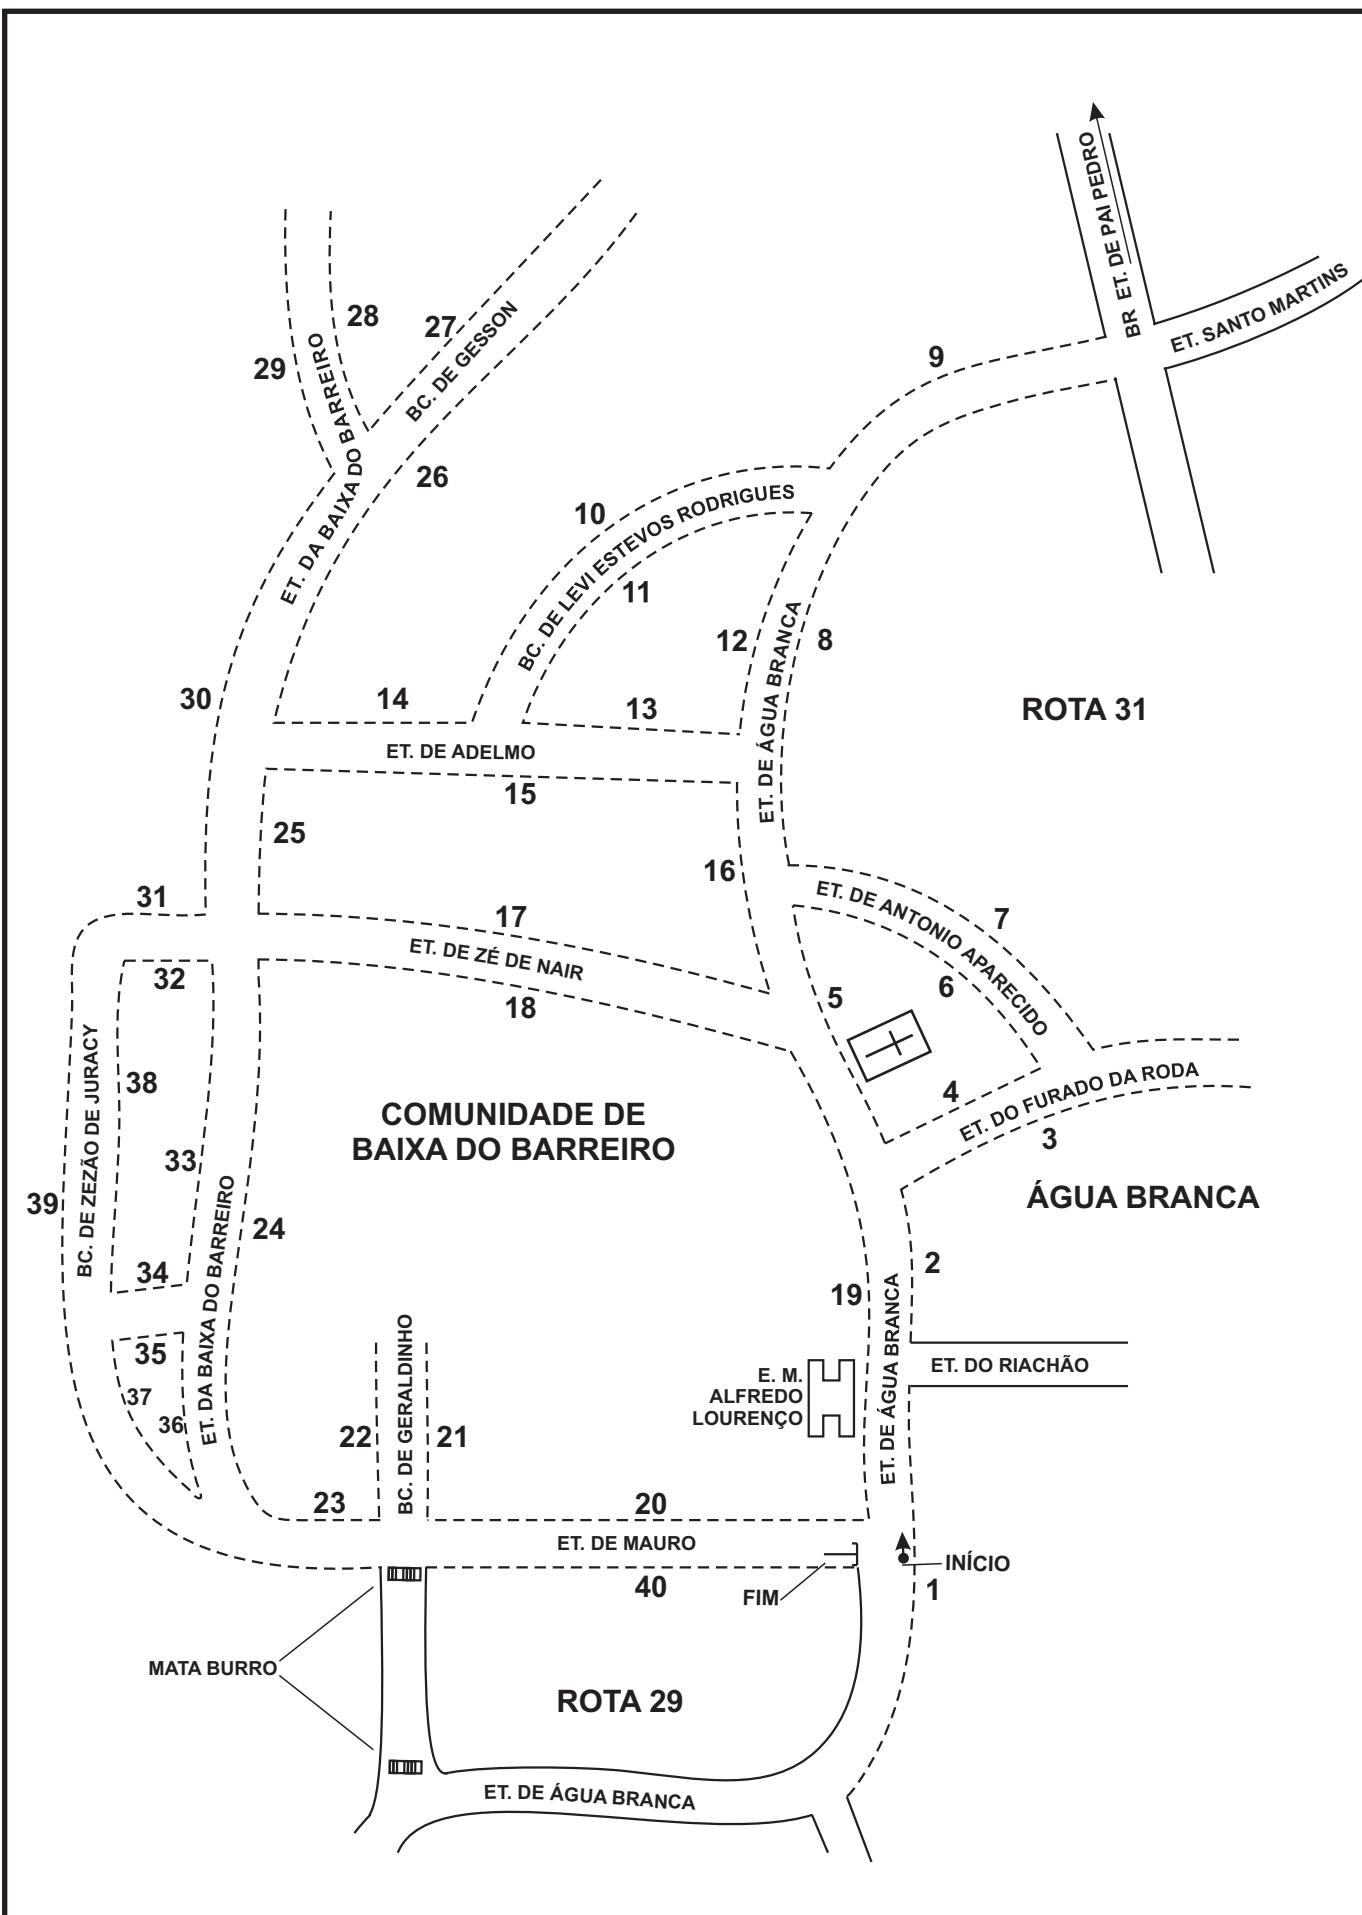 BR ET. DE PAI PEDRO
ET. SANTO MARTINS
28
27
BC. DE GESSON
29
ET. DA BAIXA DO BARREIRO
26
9
10
BC. DE LEVI ESTEVOS RODRIGUES
11
12
8
ET. DE ÁGUA BRANCA
ROTA 31
30
14
13
ET. DE ADELMO
15
25
16
31
17
ET. DE ANTONIO APARECIDO
7
ET. DE ZÉ DE NAIR
32
18
6
5
BC. DE ZEZÃO DE JURACY
38
4
ET. DO FURADO DA RODA
3
COMUNIDADE DE
BAIXA DO BARREIRO
33
39
24
ÁGUA BRANCA
ET. DA BAIXA DO BARREIRO
34
2
19
ET. DE ÁGUA BRANCA
35
BC. DE GERALDINHO
ET. DO RIACHÃO
E. M.
ALFREDO
LOURENÇO
37
36
22
21
23
20
ET. DE MAURO
INÍCIO
40
FIM
1
MATA BURRO
ROTA 29
ET. DE ÁGUA BRANCA